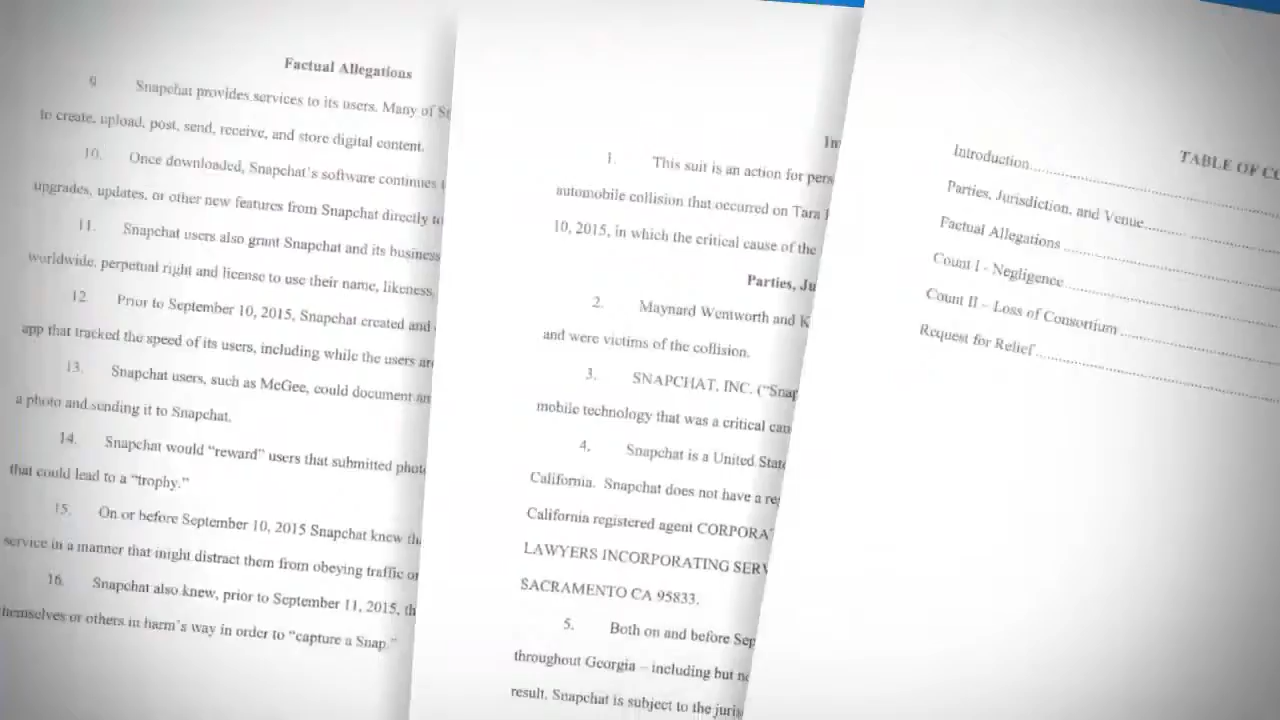 Factual Allegations
9 Snapchat provides services to its users. Many of
to create, upload, post, send, receive, and store digital content.
10. Once downloaded, Snapchat's software continues
upgrades, updates, or other new features from Snapchat directly to
11. Snapchat users also grant Snapchat and its business
worldwide, perpetual right and license to use their name, likeness,
12. Prior to September 10, 2015, Snapchat created and
app that tracked the speed of its users, including while the users are
13. Snapchat users, such as McGee, could document
a photo and sending it to Snapchat.
14. Snapchat would "reward" users that submitted
that could lead to a "trophy."
15. On or before September 10, 2015 Snapchat knew
service in a manner that might distract them from obeying traffic or
16. Snapchat also knew, prior to September 11, 2015,
themselves or others in harm's way in order to "capture a Snap."
1. This suit is an action for pers
automobile collision that occurred on Tara
10, 2015, in which the critical cause of the
Parties, Ju
2. Maynard Wentworth and K
and were victims of the collision.
3. SNAPCHAT, INC. ("Snap
mobile technology that was a critical
4. Snapchat is a United State
California. Snapchat does not have a
California registered agent CORPORA
LAWYERS INCORPORATING SERV
SACRAMENTO CA 95833.
5. Both on and before Sep
throughout Georgia – including but
result, Snapchat is subject to the juris
TABLE OF CO
Introduction
Parties, Jurisdiction, and Venue
Factual Allegations
Count I - Negligence
Count II – Loss of Consortium
Request for Relief